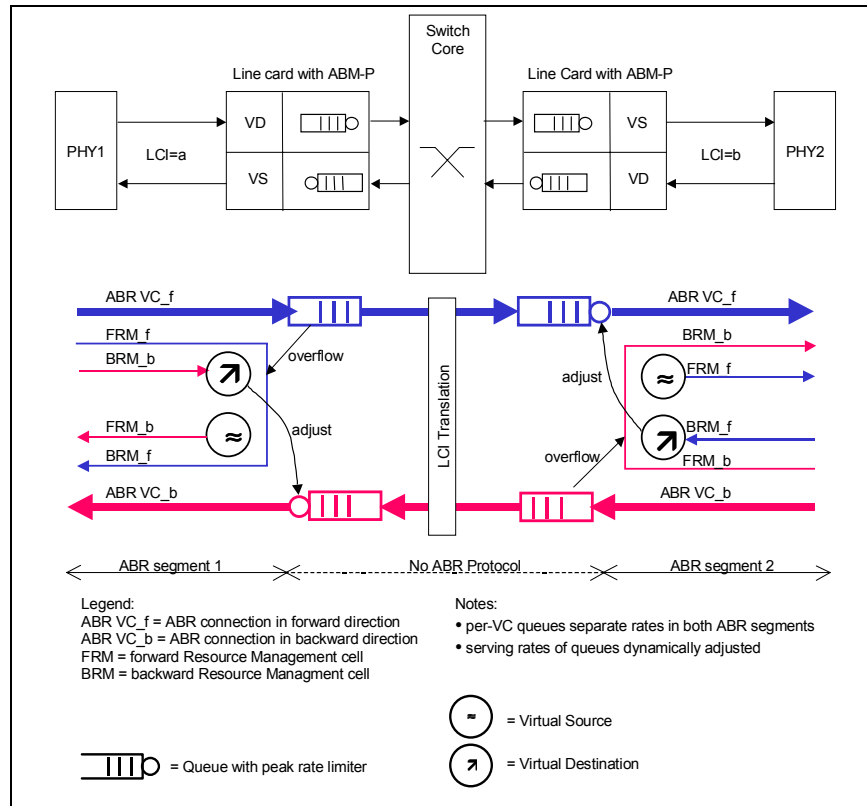 Switch
Core
Line card with ABM-P
Line Card with ABM-P
PHY1
LCI=a
VD
VS
VS
VD
LCI=b
PHY2
ABR VC_f
ABR VC_f
FRM_f
BRM_b
overflow
BRM_b
FRM_f
adjust
adjust
LCI Translation
FRM_b
BRM_f
BRM_f
FRM_b
overflow
ABR VC_b
ABR VC_b
ABR segment 1
No ABR Protocol
ABR segment 2
Legend:
ABR VC_f = ABR connection in forward direction
ABR VC_b = ABR connection in backward direction
FRM = forward Resource Management cell
BRM = backward Resource Managment cell
Notes:
• per-VC queues separate rates in both ABR segments
• serving rates of queues dynamically adjusted
≈ = Virtual Source
= Queue with peak rate limiter
= Virtual Destination